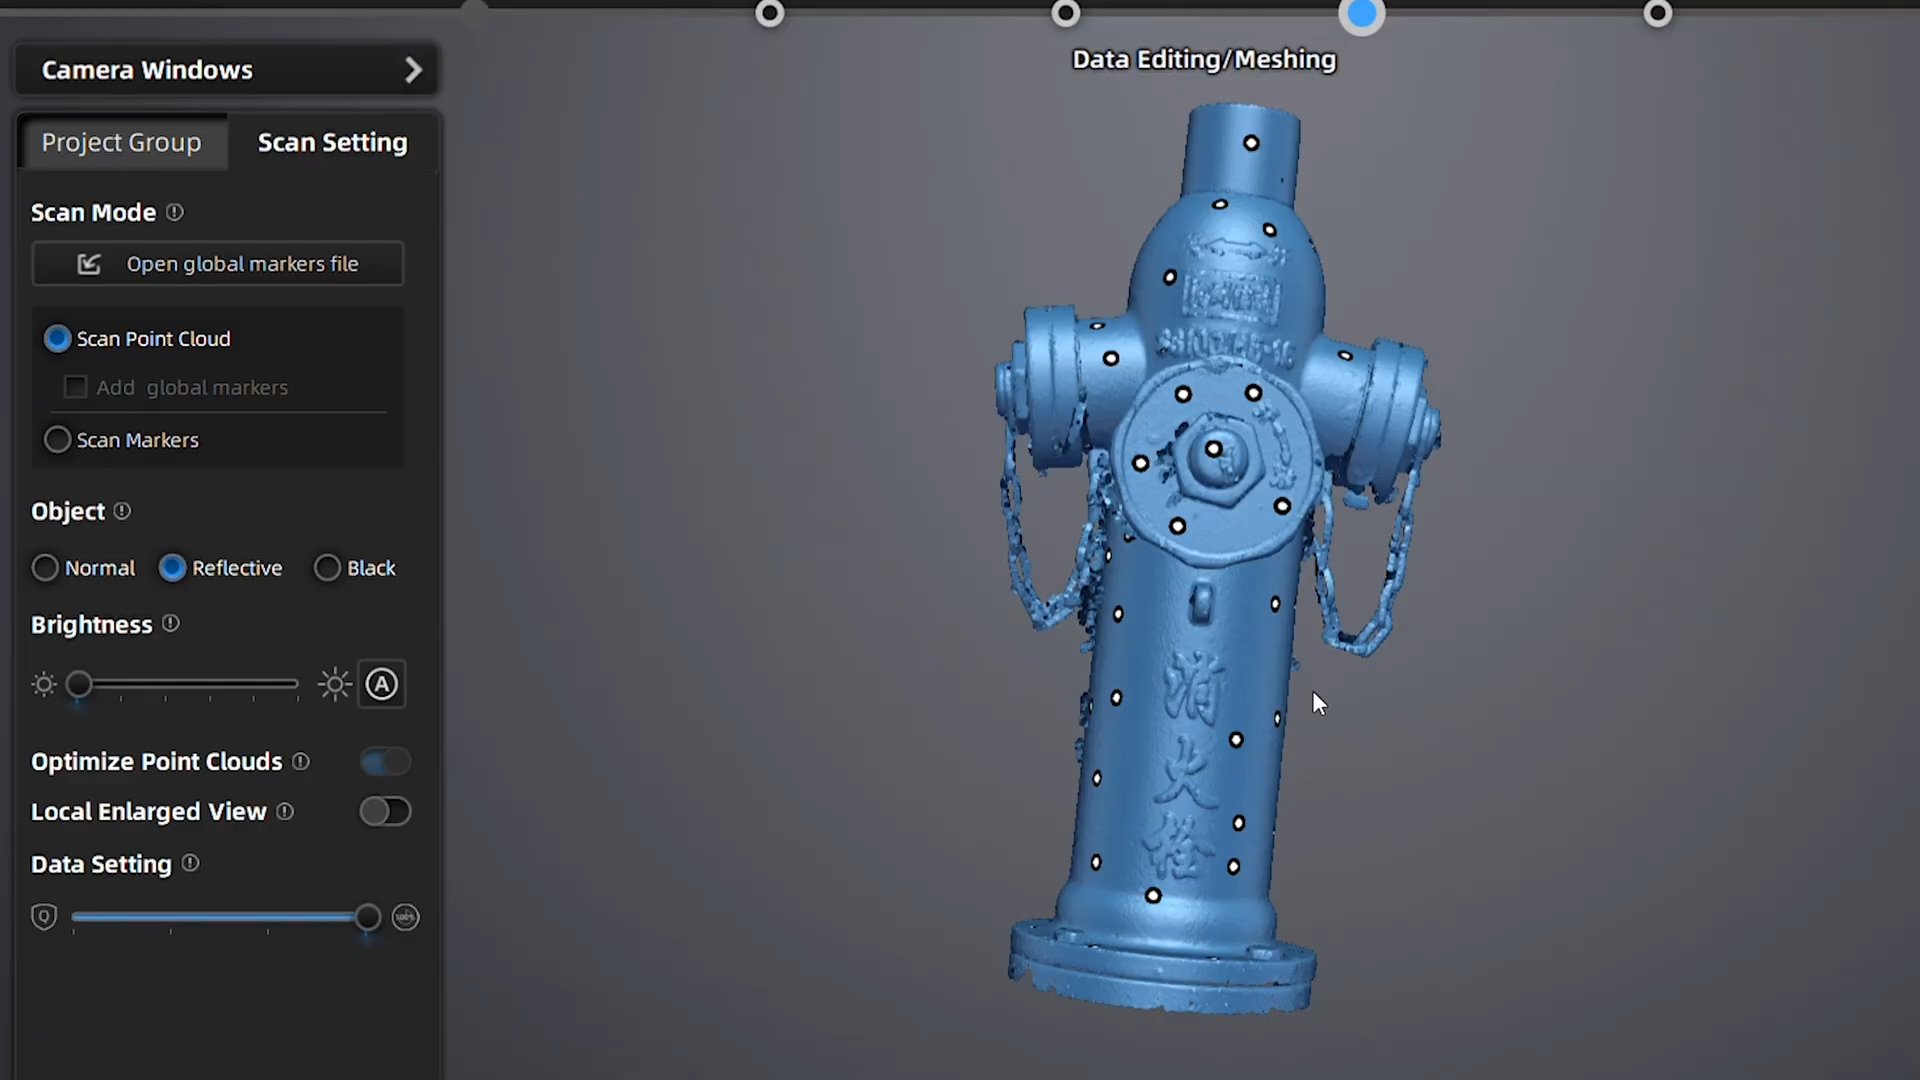 Data Editing/Meshing
Camera Windows
Project Group
Scan Setting
Scan Mode
Open global markers file
Scan Point Cloud
Add global markers
Scan Markers
Object
Normal
Reflective
Black
Brightness
A
Optimize Point Clouds
Local Enlarged View
Data Setting
Q
100%
消
火
栓